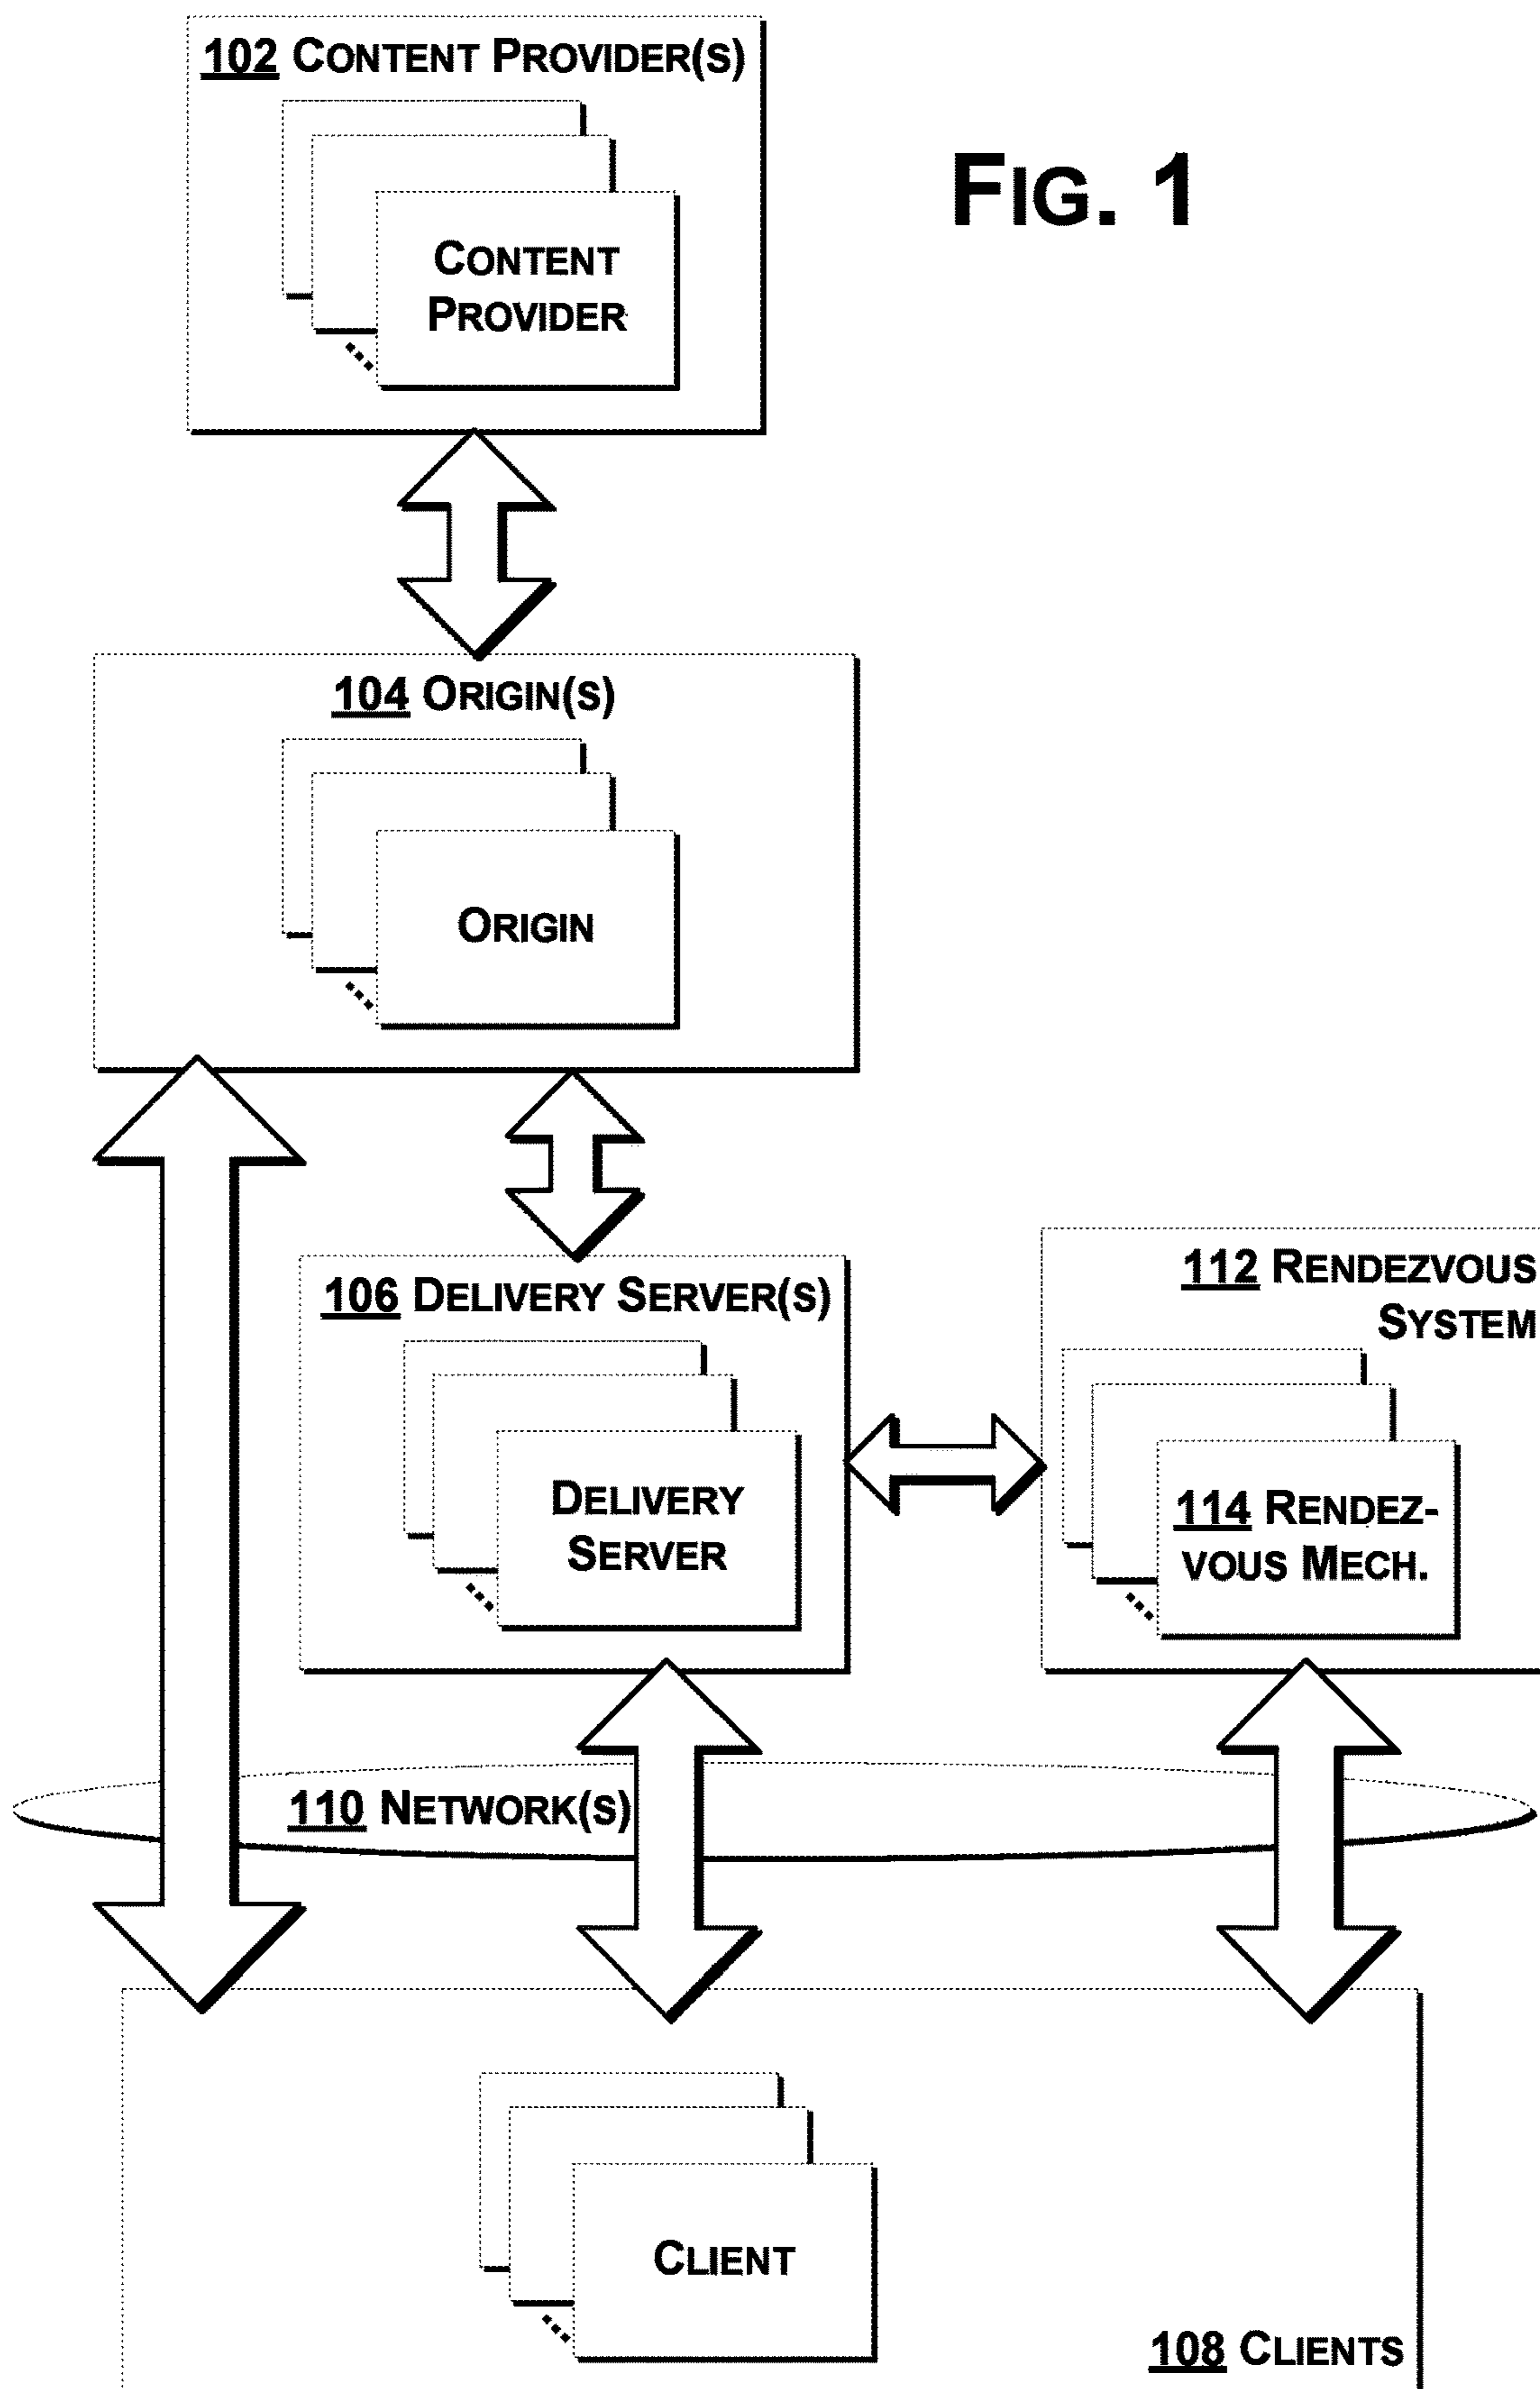 102 CONTENT PROVIDER(S)
FIG. 1
CONTENT
PROVIDER
104 ORIGIN(S)
ORIGIN
106 DELIVERY SERVER(S)
DELIVERY
SERVER
112 RENDEZVOUS
SYSTEM
114 RENDEZ-
VOUS MECH.
110 NETWORK(S)
CLIENT
108 CLIENTS